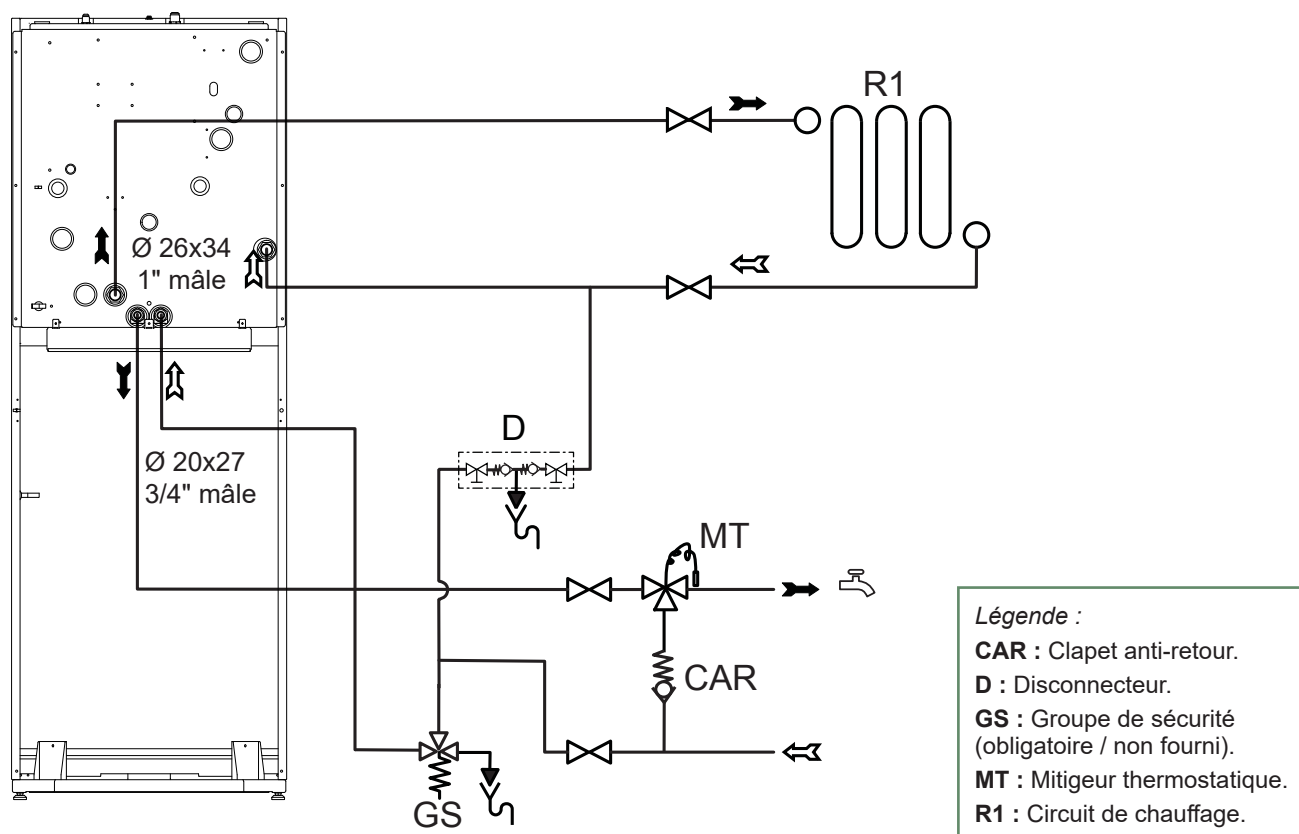 R1
Ø 26x34
1" mâle
D
Ø 20x27
3/4" mâle
MT
CAR
GS
Légende :
CAR : Clapet anti-retour.
D : Disconnecteur.
GS : Groupe de sécurité
(obligatoire / non fourni).
MT : Mitigeur thermostatique.
R1 : Circuit de chauffage.